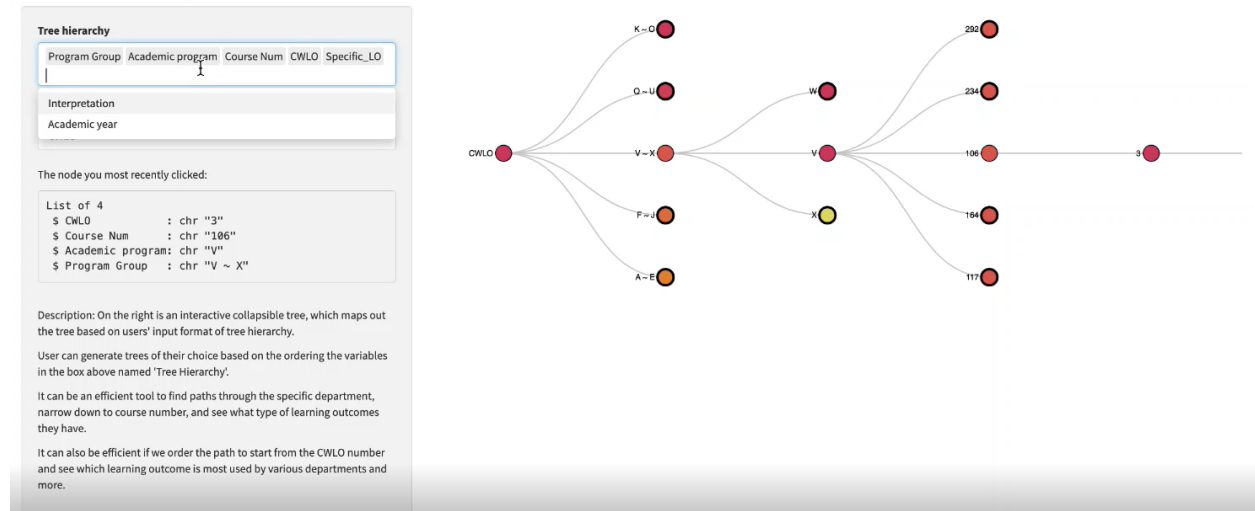 Tree hierarchy
Program Group Academic program Course Num CWLO Specific_LO
Interpretation
Academic year
The node you most recently clicked:
List of 4
$ CWLO : chr "3"
$ Course Num : chr "106"
$ Academic program: chr "V"
$ Program Group : chr "V ~ X"
Description: On the right is an interactive collapsible tree, which maps out
the tree based on users' input format of tree hierarchy.
User can generate trees of their choice based on the ordering the variables
in the box above named 'Tree Hierarchy'.
It can be an efficient tool to find paths through the specific department,
narrow down to course number, and see what type of learning outcomes
they have.
It can also be efficient if we order the path to start from the CWLO number
and see which learning outcome is most used by various departments and
more.
CWLO
K ~ O
Q ~ U
V ~ X
F ~ J
A ~ E
W
V
X
292
234
106
164
117
3